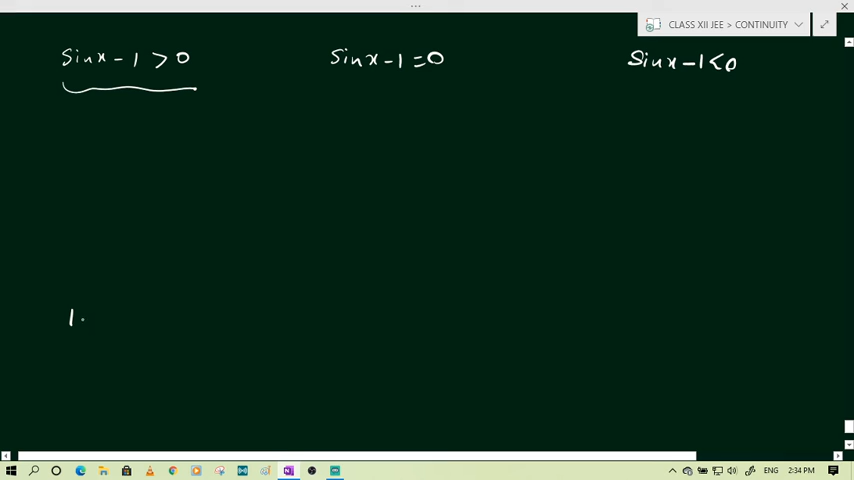 CLASS XII JEE > CONTINUITY
Sinx - 1 > 0
Sinx - 1 = 0
Sinx - 1 < 0
1.
ENG
2:34 PM